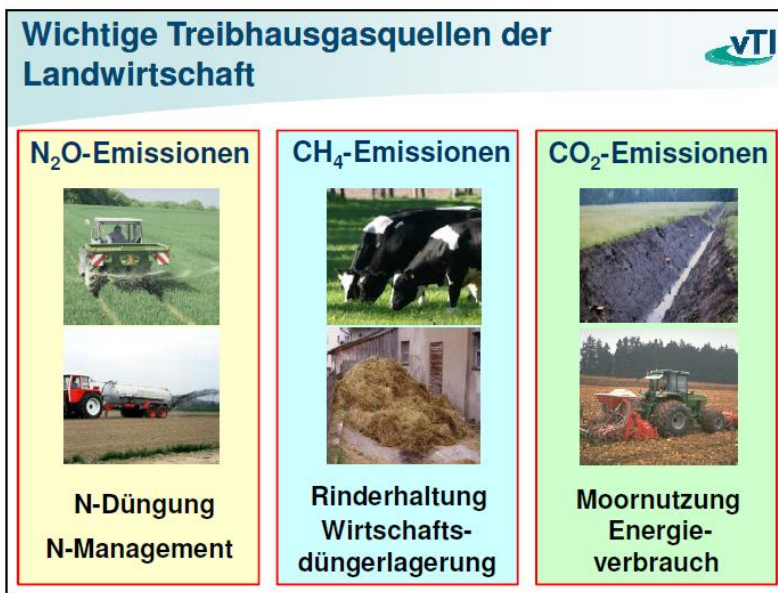 Wichtige Treibhausgasquellen der
Landwirtschaft
vTI
N₂O-Emissionen
N-Düngung
N-Management
CH₄-Emissionen
Rinderhaltung
Wirtschafts-
düngerlagerung
CO₂-Emissionen
Moornutzung
Energie-
verbrauch